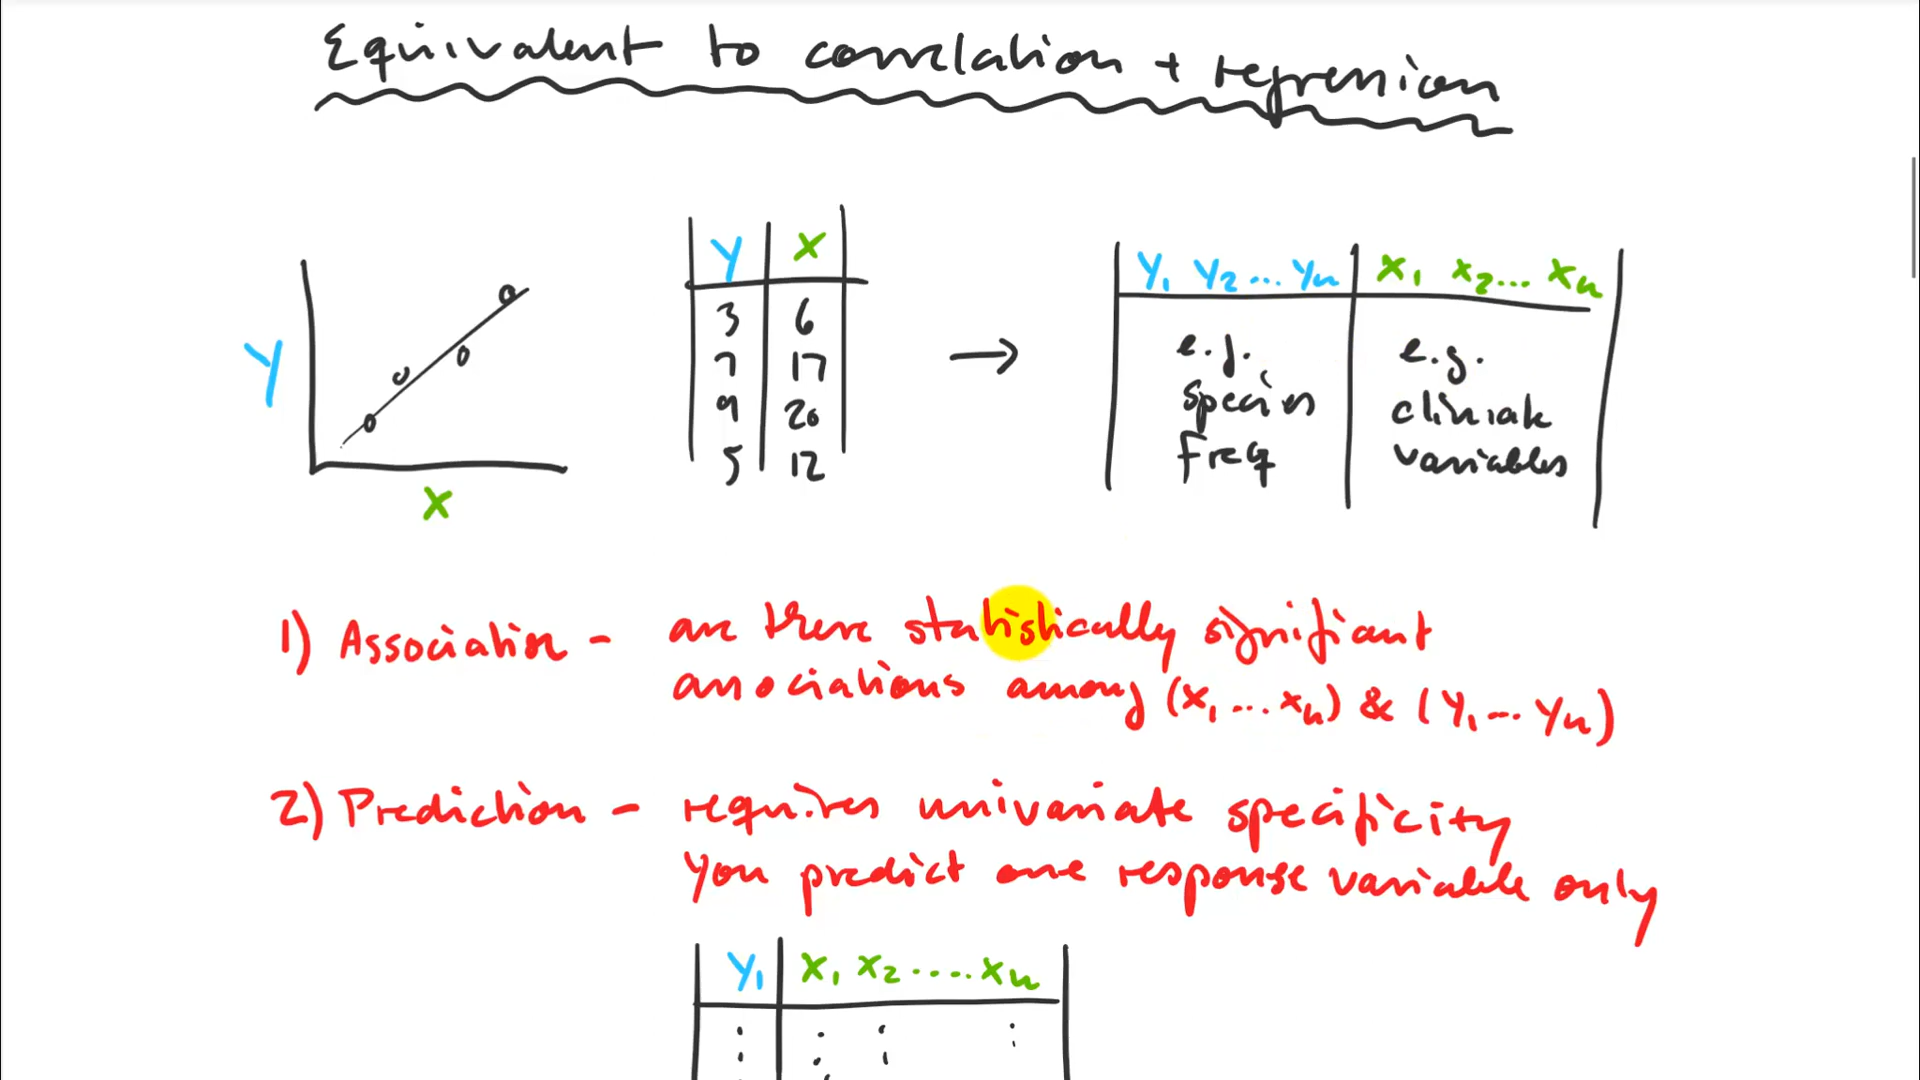 Equivalent to correlation + regression
Y
X
Y X
3 6
7 17
9 20
5 12
→
Y₁ Y₂ ... Yn X₁ X₂ ... Xn
e.g. e.g.
species
freq variables
1) Association - are there statistically significant
associations among (X₁ ... Xn) & (Y₁ ... Yn)
2) Prediction - requires univariate specificity
You predict one response variable only
Y₁ X₁ X₂ .... Xn